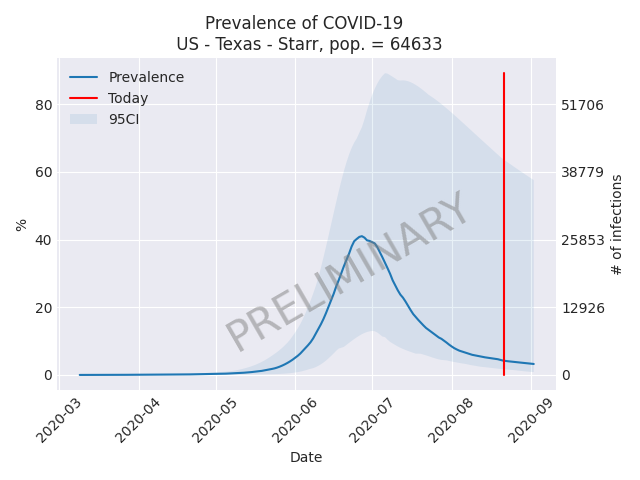 Prevalence of COVID-19
US - Texas - Starr, pop. = 64633
Prevalence
Today
95CI
80
60
40
20
0
%
51706
38779
25853
12926
0
# of infections
PRELIMINARY
2020-03
2020-04
2020-05
2020-06
2020-07
2020-08
2020-09
Date